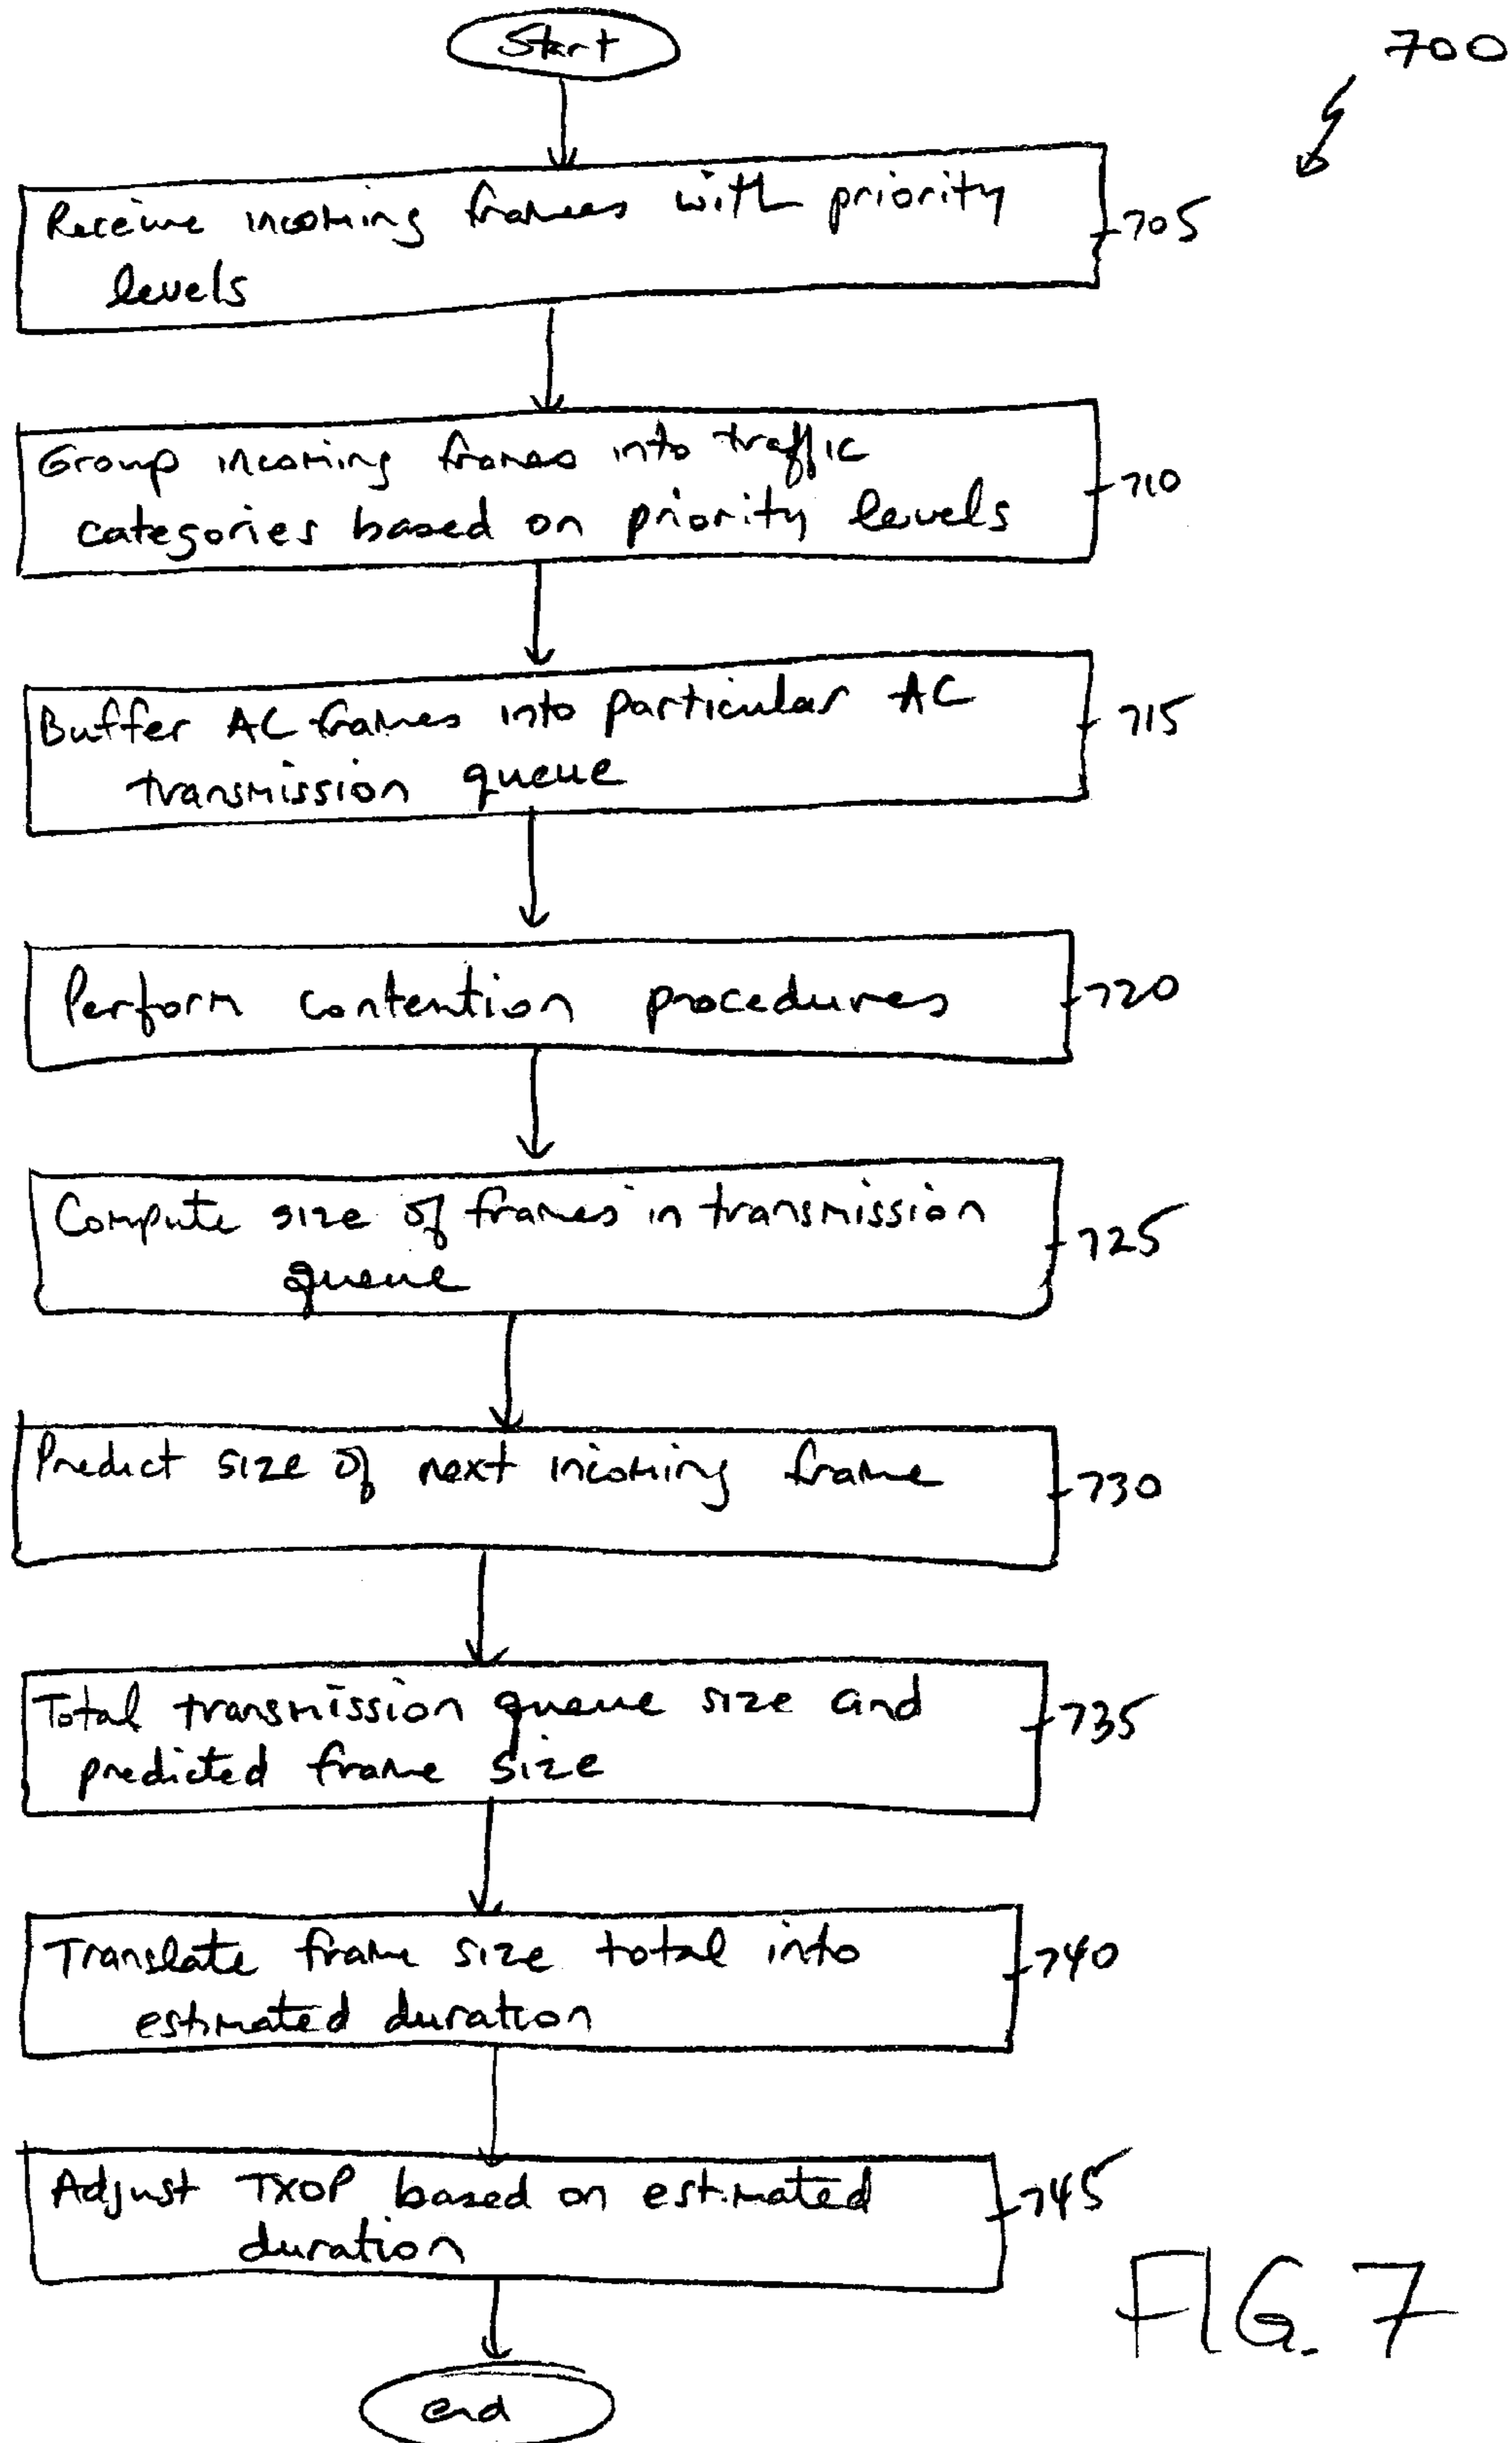 Start
700
Receive incoming frames with priority
levels
705
Group incoming frames into traffic
categories based on priority levels
710
Buffer AC frames into particular AC
transmission queue
715
Perform contention procedures
720
Compute size of frames in transmission
queue
725
Predict size of next incoming frame
730
Total transmission queue size and
predicted frame size
735
Translate frame size total into
estimated duration
740
Adjust TXOP based on estimated
duration
745
end
FIG. 7